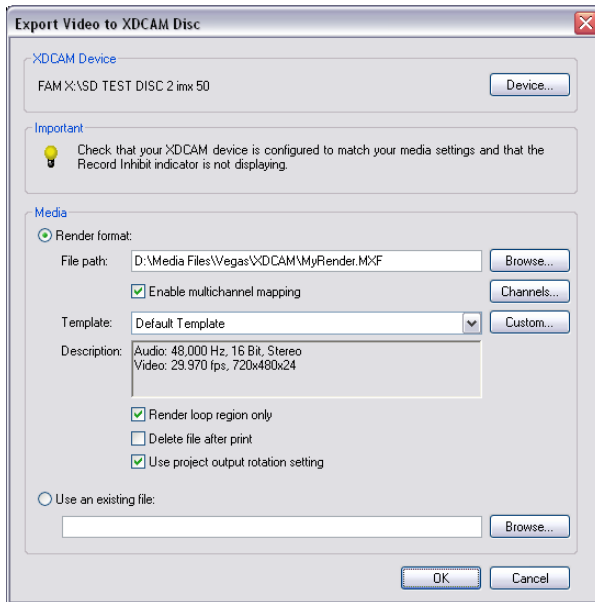 Export Video to XDCAM Disc
XDCAM Device
FAM X:\SD TEST DISC 2 imx 50
Device...
Important
Check that your XDCAM device is configured to match your media settings and that the
Record Inhibit indicator is not displaying.
Media
Render format:
File path:
D:\Media Files\Vegas\XDCAM\MyRender.MXF
Browse...
Enable multichannel mapping
Channels...
Template:
Default Template
Custom...
Description:
Audio: 48,000 Hz, 16 Bit, Stereo
Video: 29.970 fps, 720x480x24
Render loop region only
Delete file after print
Use project output rotation setting
Use an existing file:
Browse...
OK
Cancel